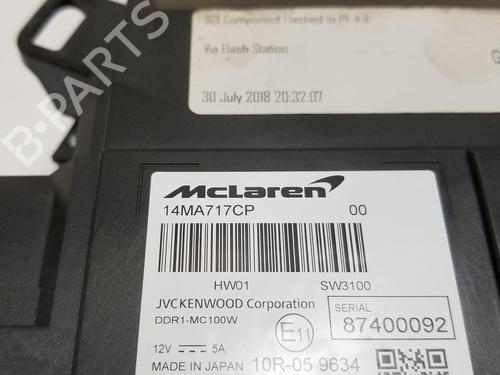 ADI Component Flashed to PF 4.8
Via Flash Station
30 July 2018 20:32:07
B-PARTS
McLaren
14MA717CP 00
HW01 SW3100
JVCKENWOOD Corporation
DDR1-MC100W
SERIAL
87400092
E11
12V 5A
MADE IN JAPAN 10R-05 9634